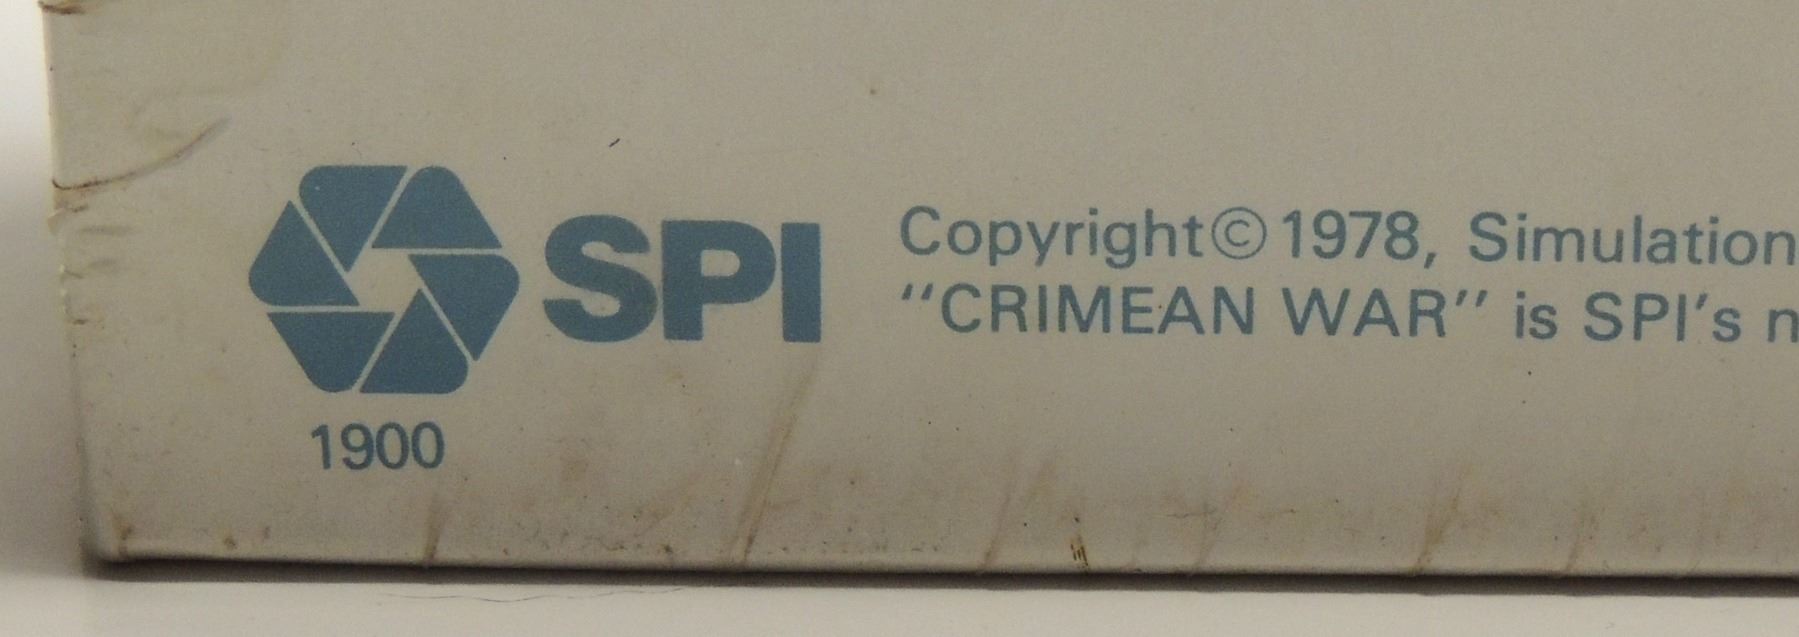 SPI
1900
Copyright © 1978, Simulation
"CRIMEAN WAR" is SPI's n